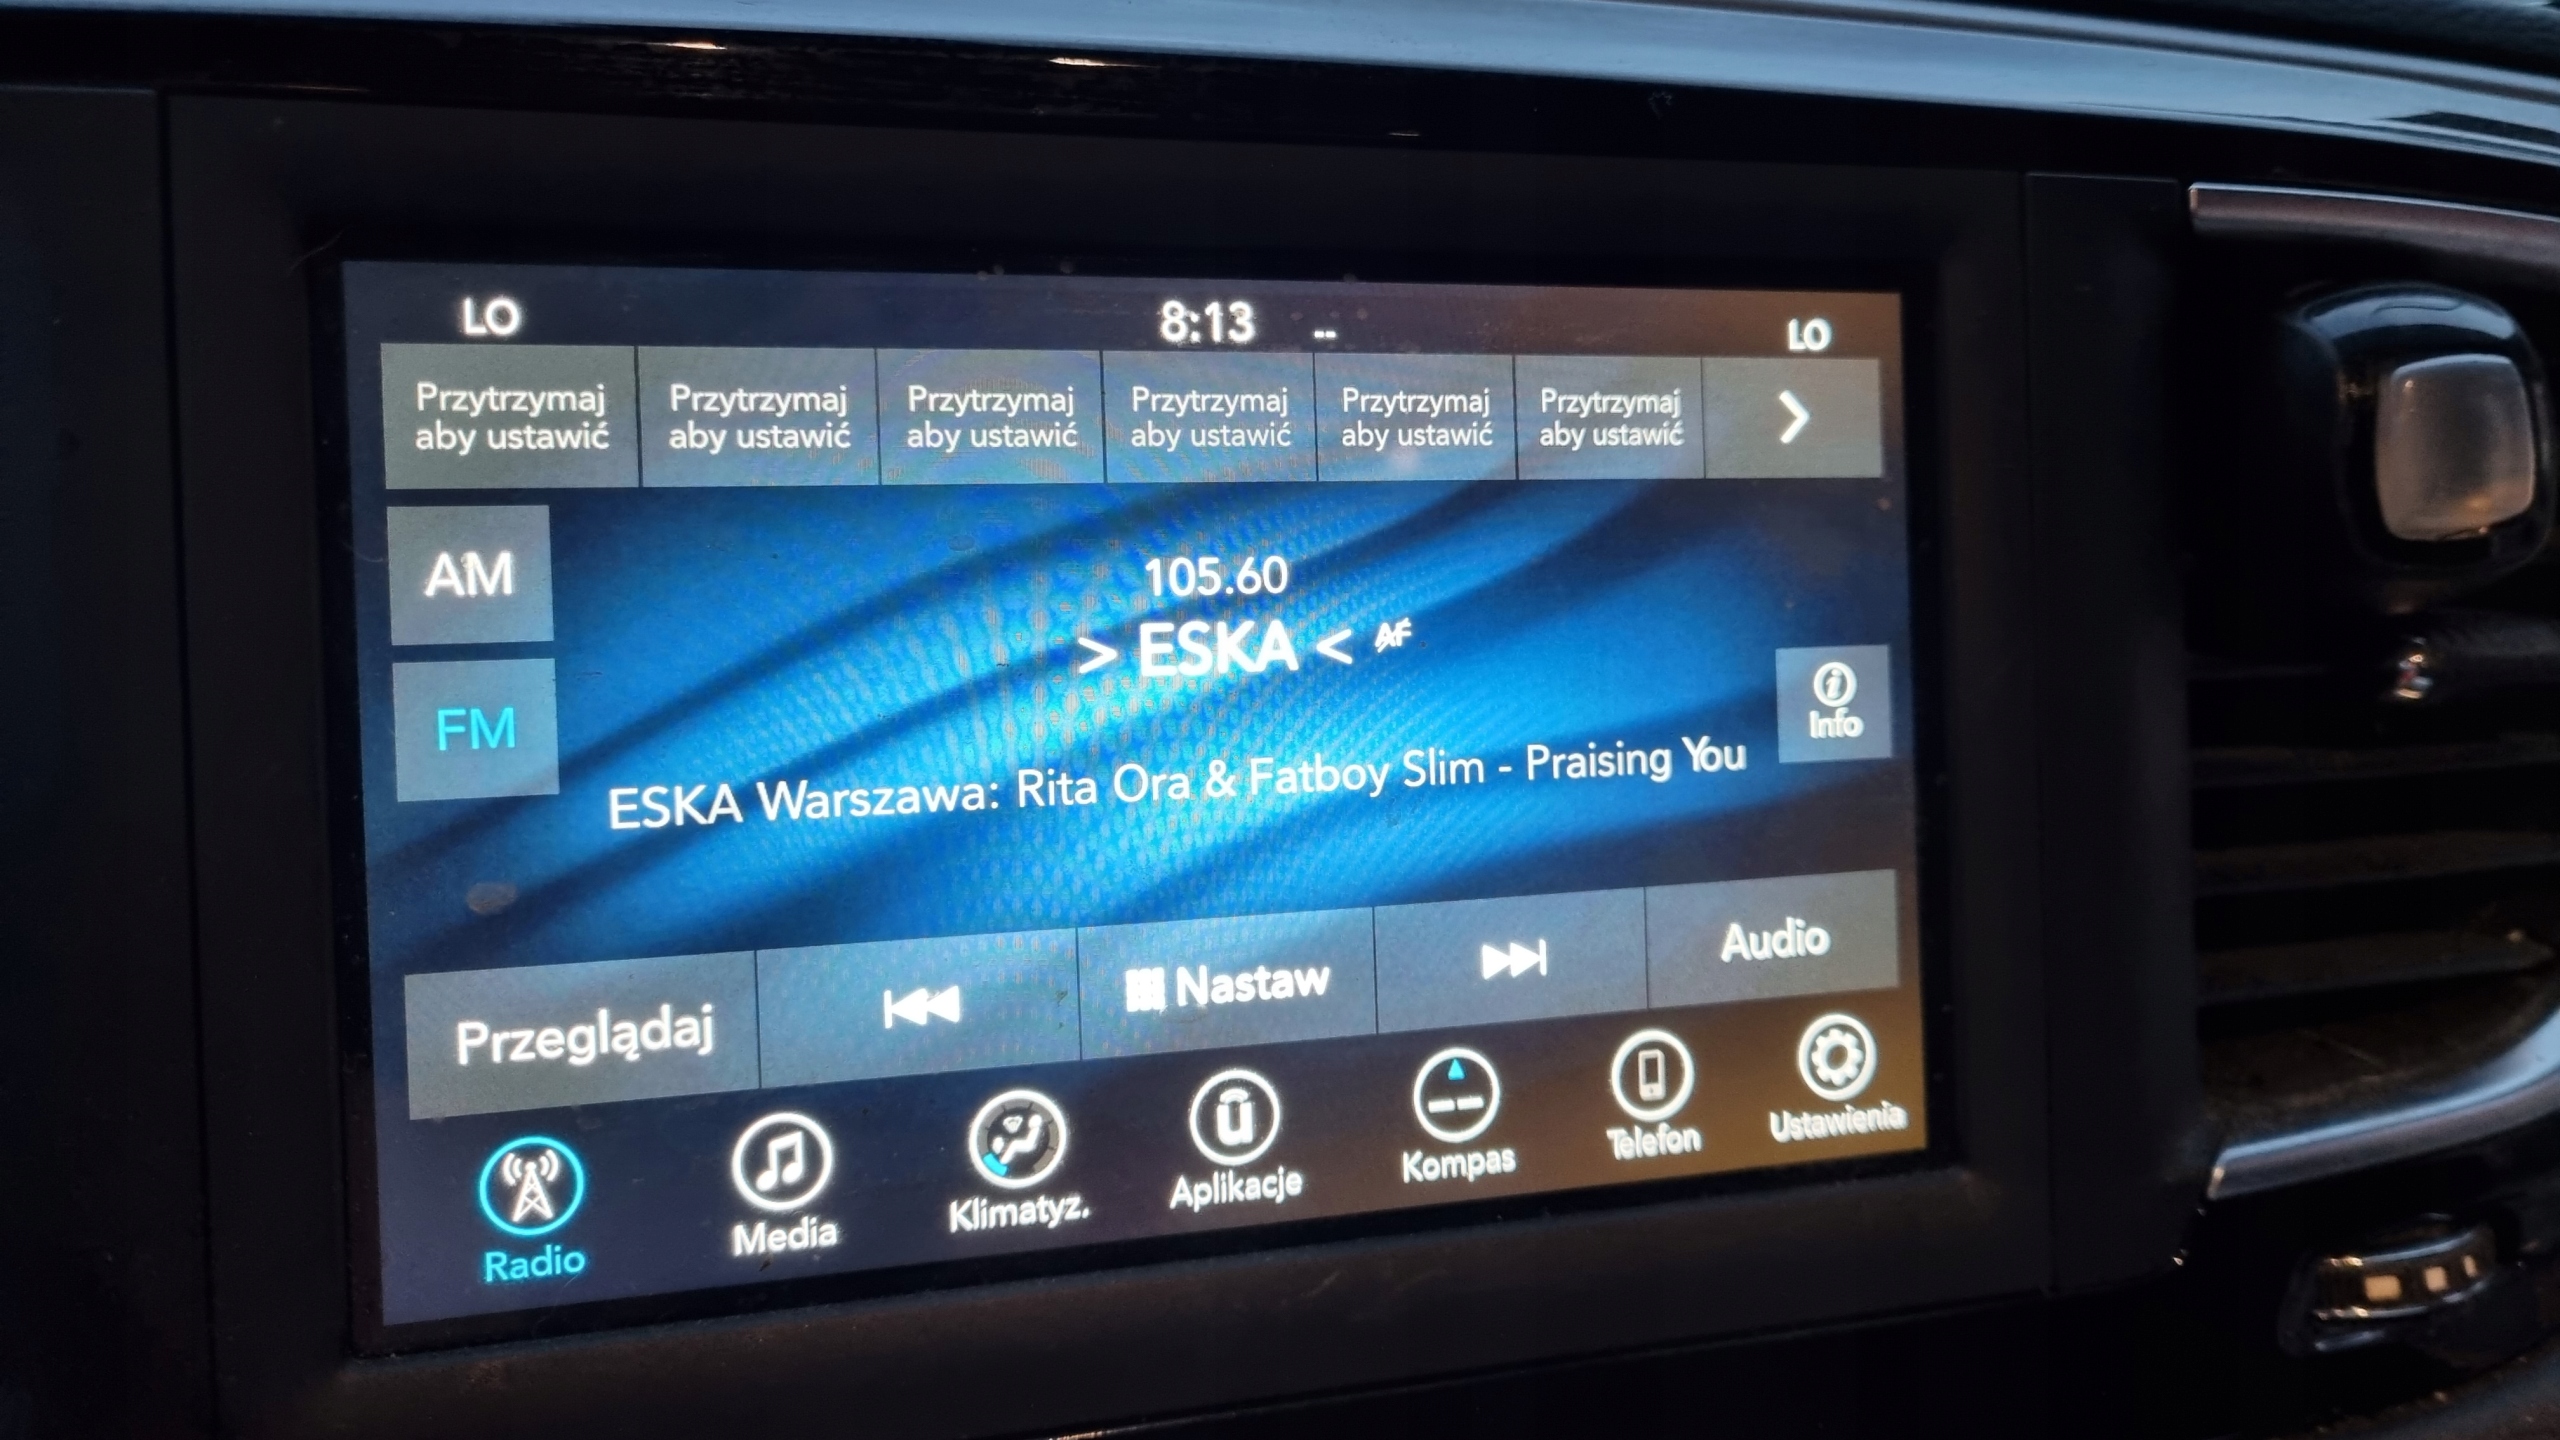 LO 8:13 -- LO
Przytrzymaj aby ustawić
Przytrzymaj aby ustawić
Przytrzymaj aby ustawić
Przytrzymaj aby ustawić
Przytrzymaj aby ustawić
Przytrzymaj aby ustawić
>
AM
105.60
> ESKA < AF
FM
Info
ESKA Warszawa: Rita Ora & Fatboy Slim - Praising You
Przeglądaj
Nastaw
Audio
Radio
Media
Klimatyz.
Aplikacje
Kompas
Telefon
Ustawienia